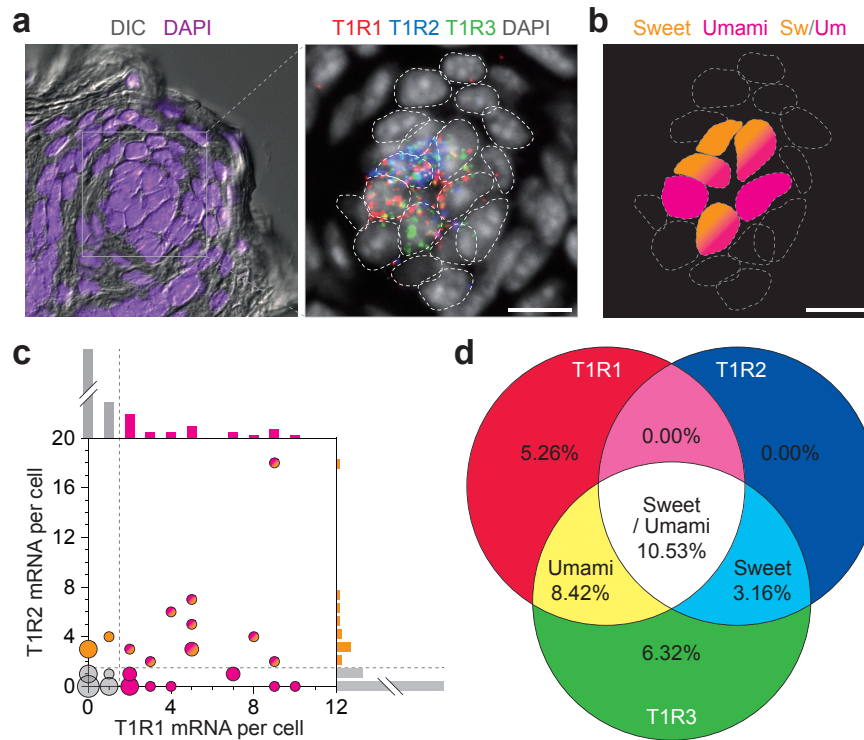 a
DIC DAPI
T1R1 T1R2 T1R3 DAPI
b
Sweet Umami Sw/Um
c
T1R2 mRNA per cell
20
16
12
8
4
0
0 4 8 12
T1R1 mRNA per cell
d
T1R1
T1R2
5.26%
0.00%
0.00%
Sweet
/ Umami
10.53%
Umami
8.42%
Sweet
3.16%
6.32%
T1R3